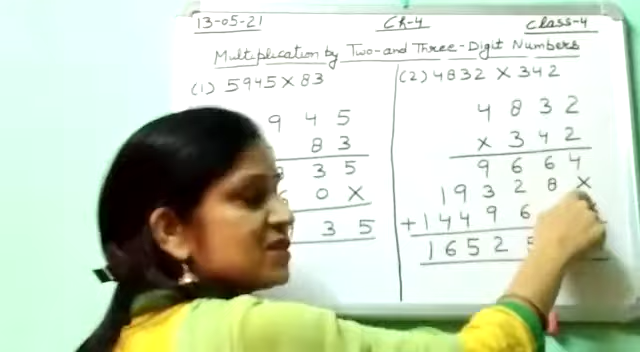 13-05-21 Ch-4 Class-4
Multiplication by Two-and Three-Digit Numbers
(1) 5945 X 83
9 4 5
8 3
3 5
0 X
3 5
(2) 4832 X 342
4 8 3 2
X 3 4 2
9 6 6 4
1 9 3 2 8 X
+ 1 4 4 9 6
1 6 5 2 5